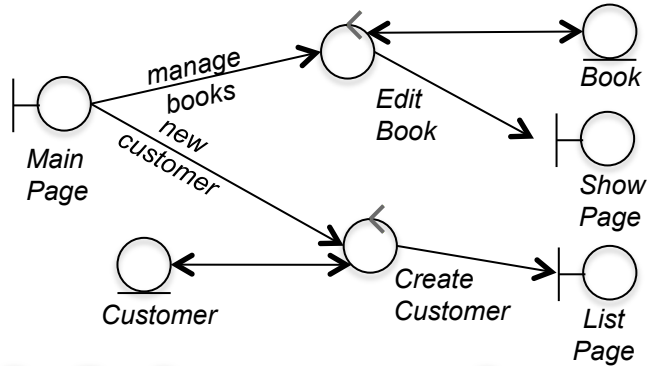 manage
books
new
customer
Main
Page
Edit
Book
Book
Show
Page
Customer
Create
Customer
List
Page